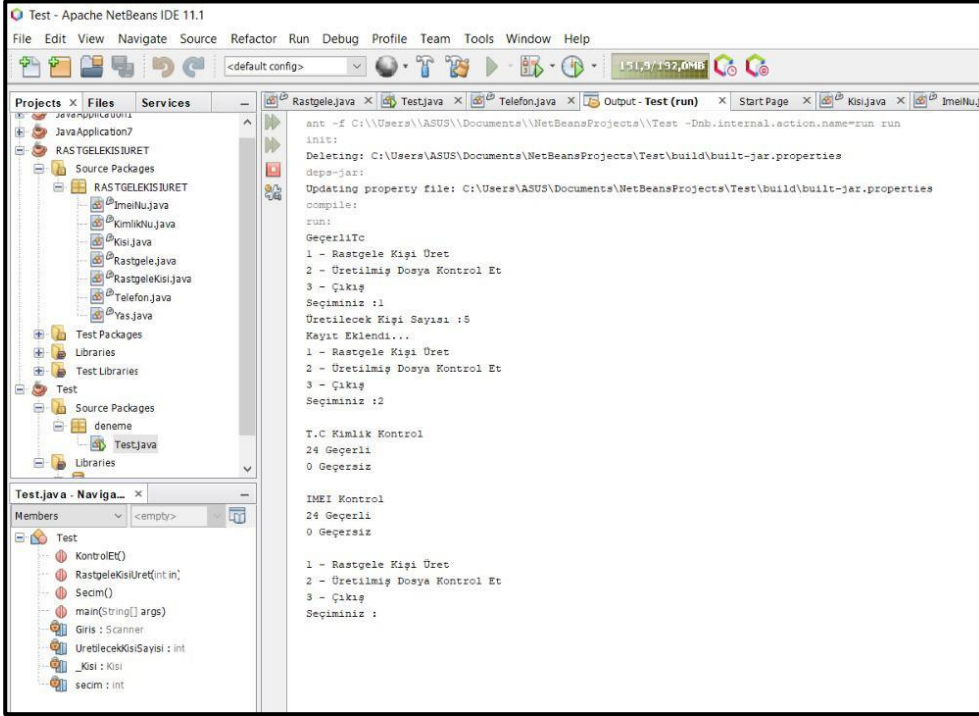 Test - Apache NetBeans IDE 11.1
File Edit View Navigate Source Refactor Run Debug Profile Team Tools Window Help
<default config>
151,9/192,0MB
Projects Files Services
Rastgele.java Test.java Telefon.java Output - Test (run) Start Page Kisi.java ImeiNu.j
JavaApplication1
JavaApplication7
RASTGELEKISIURET
Source Packages
RASTGELEKISIURET
ImeiNu.java
KimlikNu.java
Kisi.java
Rastgele.java
RastgeleKisi.java
Telefon.java
Yas.java
Test Packages
Libraries
Test Libraries
Test
Source Packages
deneme
Test.java
Libraries
Test.java - Naviga...
Members <empty>
Test
KontrolEt()
RastgeleKisiUret(int in
Secim()
main(String[] args)
Giris : Scanner
UretilecekKisiSayisi : int
_Kisi : Kisi
secim : int
ant -f C:\\Users\\ASUS\\Documents\\NetBeansProjects\\Test -Dnb.internal.action.name=run run
init:
Deleting: C:\Users\ASUS\Documents\NetBeansProjects\Test\build\built-jar.properties
deps-jar:
Updating property file: C:\Users\ASUS\Documents\NetBeansProjects\Test\build\built-jar.properties
compile:
run:
GeçerliTc
1 - Rastgele Kişi Üret
2 - Üretilmiş Dosya Kontrol Et
3 - Çıkış
Seçiminiz :1
Üretilecek Kişi Sayısı :5
Kayıt Eklendi...
1 - Rastgele Kişi Üret
2 - Üretilmiş Dosya Kontrol Et
3 - Çıkış
Seçiminiz :2
T.C Kimlik Kontrol
24 Geçerli
0 Geçersiz
IMEI Kontrol
24 Geçerli
0 Geçersiz
1 - Rastgele Kişi Üret
2 - Üretilmiş Dosya Kontrol Et
3 - Çıkış
Seçiminiz :